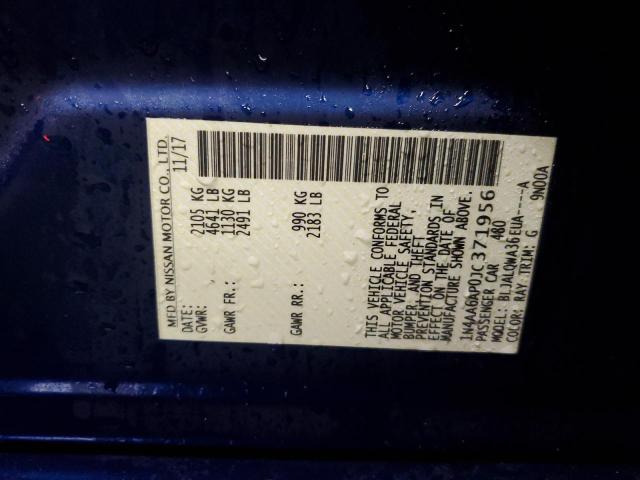 MFD BY NISSAN MOTOR CO., LTD.
DATE: 11/17
GVWR: 2105 KG
4641 LB
GAWR FR.: 1130 KG
2491 LB
GAWR RR.: 990 KG
2183 LB
THIS VEHICLE CONFORMS TO
ALL APPLICABLE FEDERAL
MOTOR VEHICLE SAFETY,
BUMPER, AND THEFT
PREVENTION STANDARDS IN
EFFECT ON THE DATE OF
MANUFACTURE SHOWN ABOVE.
1N4AA6AP0JC371956
PASSENGER CAR 480
MODEL: BLJALQWA36EUA----A
COLOR: RAY TRIM: G 9N00A